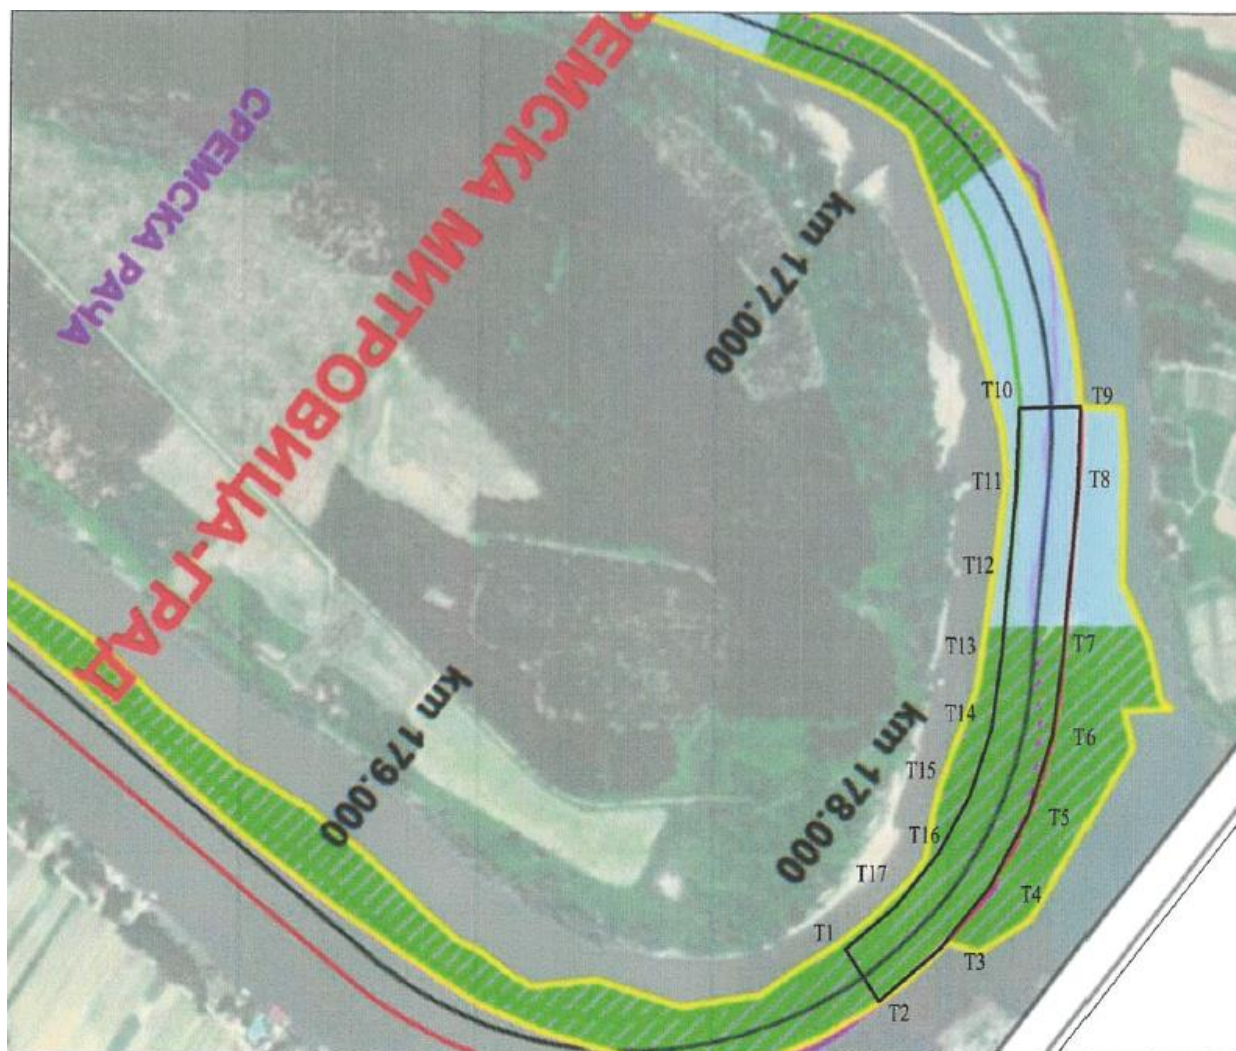 СРЕМСКА РАЧА
РЕМСКА МИТРОВИЦА-ГРАД
km 177.000
T10
T9
T11
T8
T12
T13
T7
T14
T6
km 179.000
km 178.000
T15
T5
T16
T17
T4
T1
T3
T2